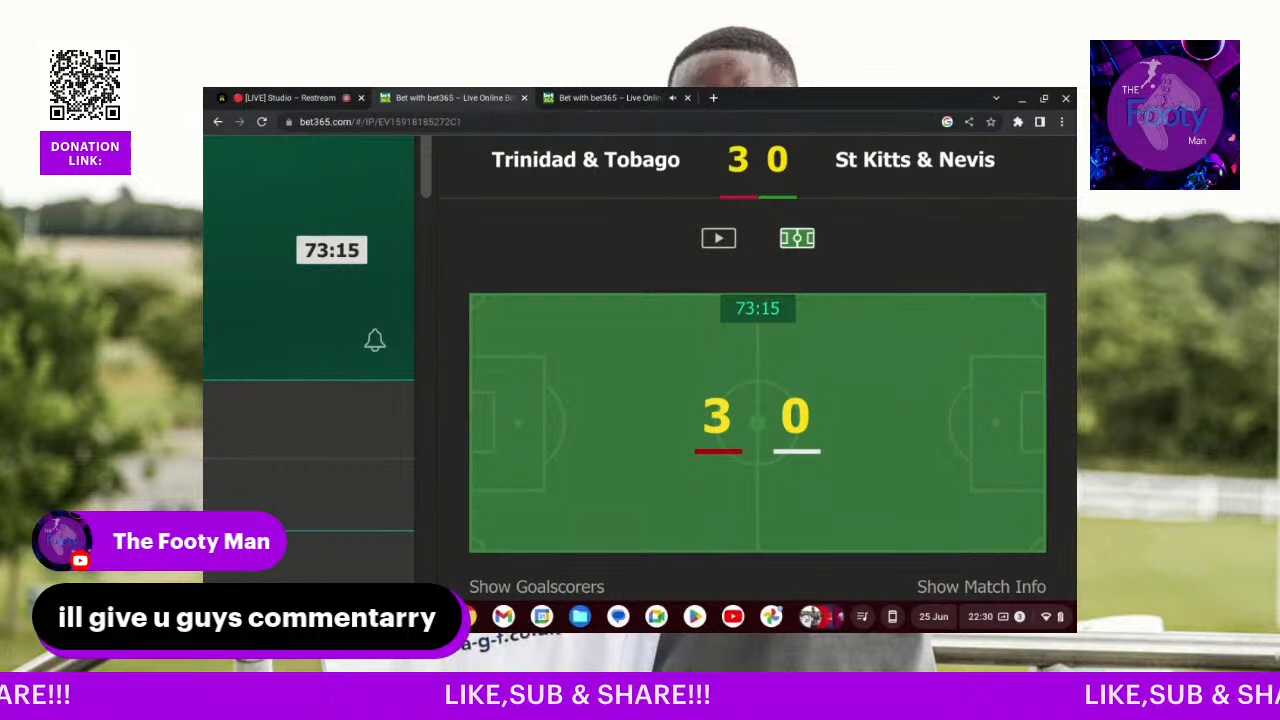 DONATION
LINK:
[LIVE] Studio – Restream
Bet with bet365 – Live Online Be
Bet with bet365 – Live Onlin
bet365.com/#/IP/EV15918185272C1
THE
Footy
Man
Trinidad & Tobago
3 0
St Kitts & Nevis
73:15
73:15
3 0
Show Goalscorers
Show Match Info
The Footy Man
ill give u guys commentarry
25 Jun
22:30
3
ARE!!!
LIKE,SUB & SHARE!!!
LIKE,SUB & SHA